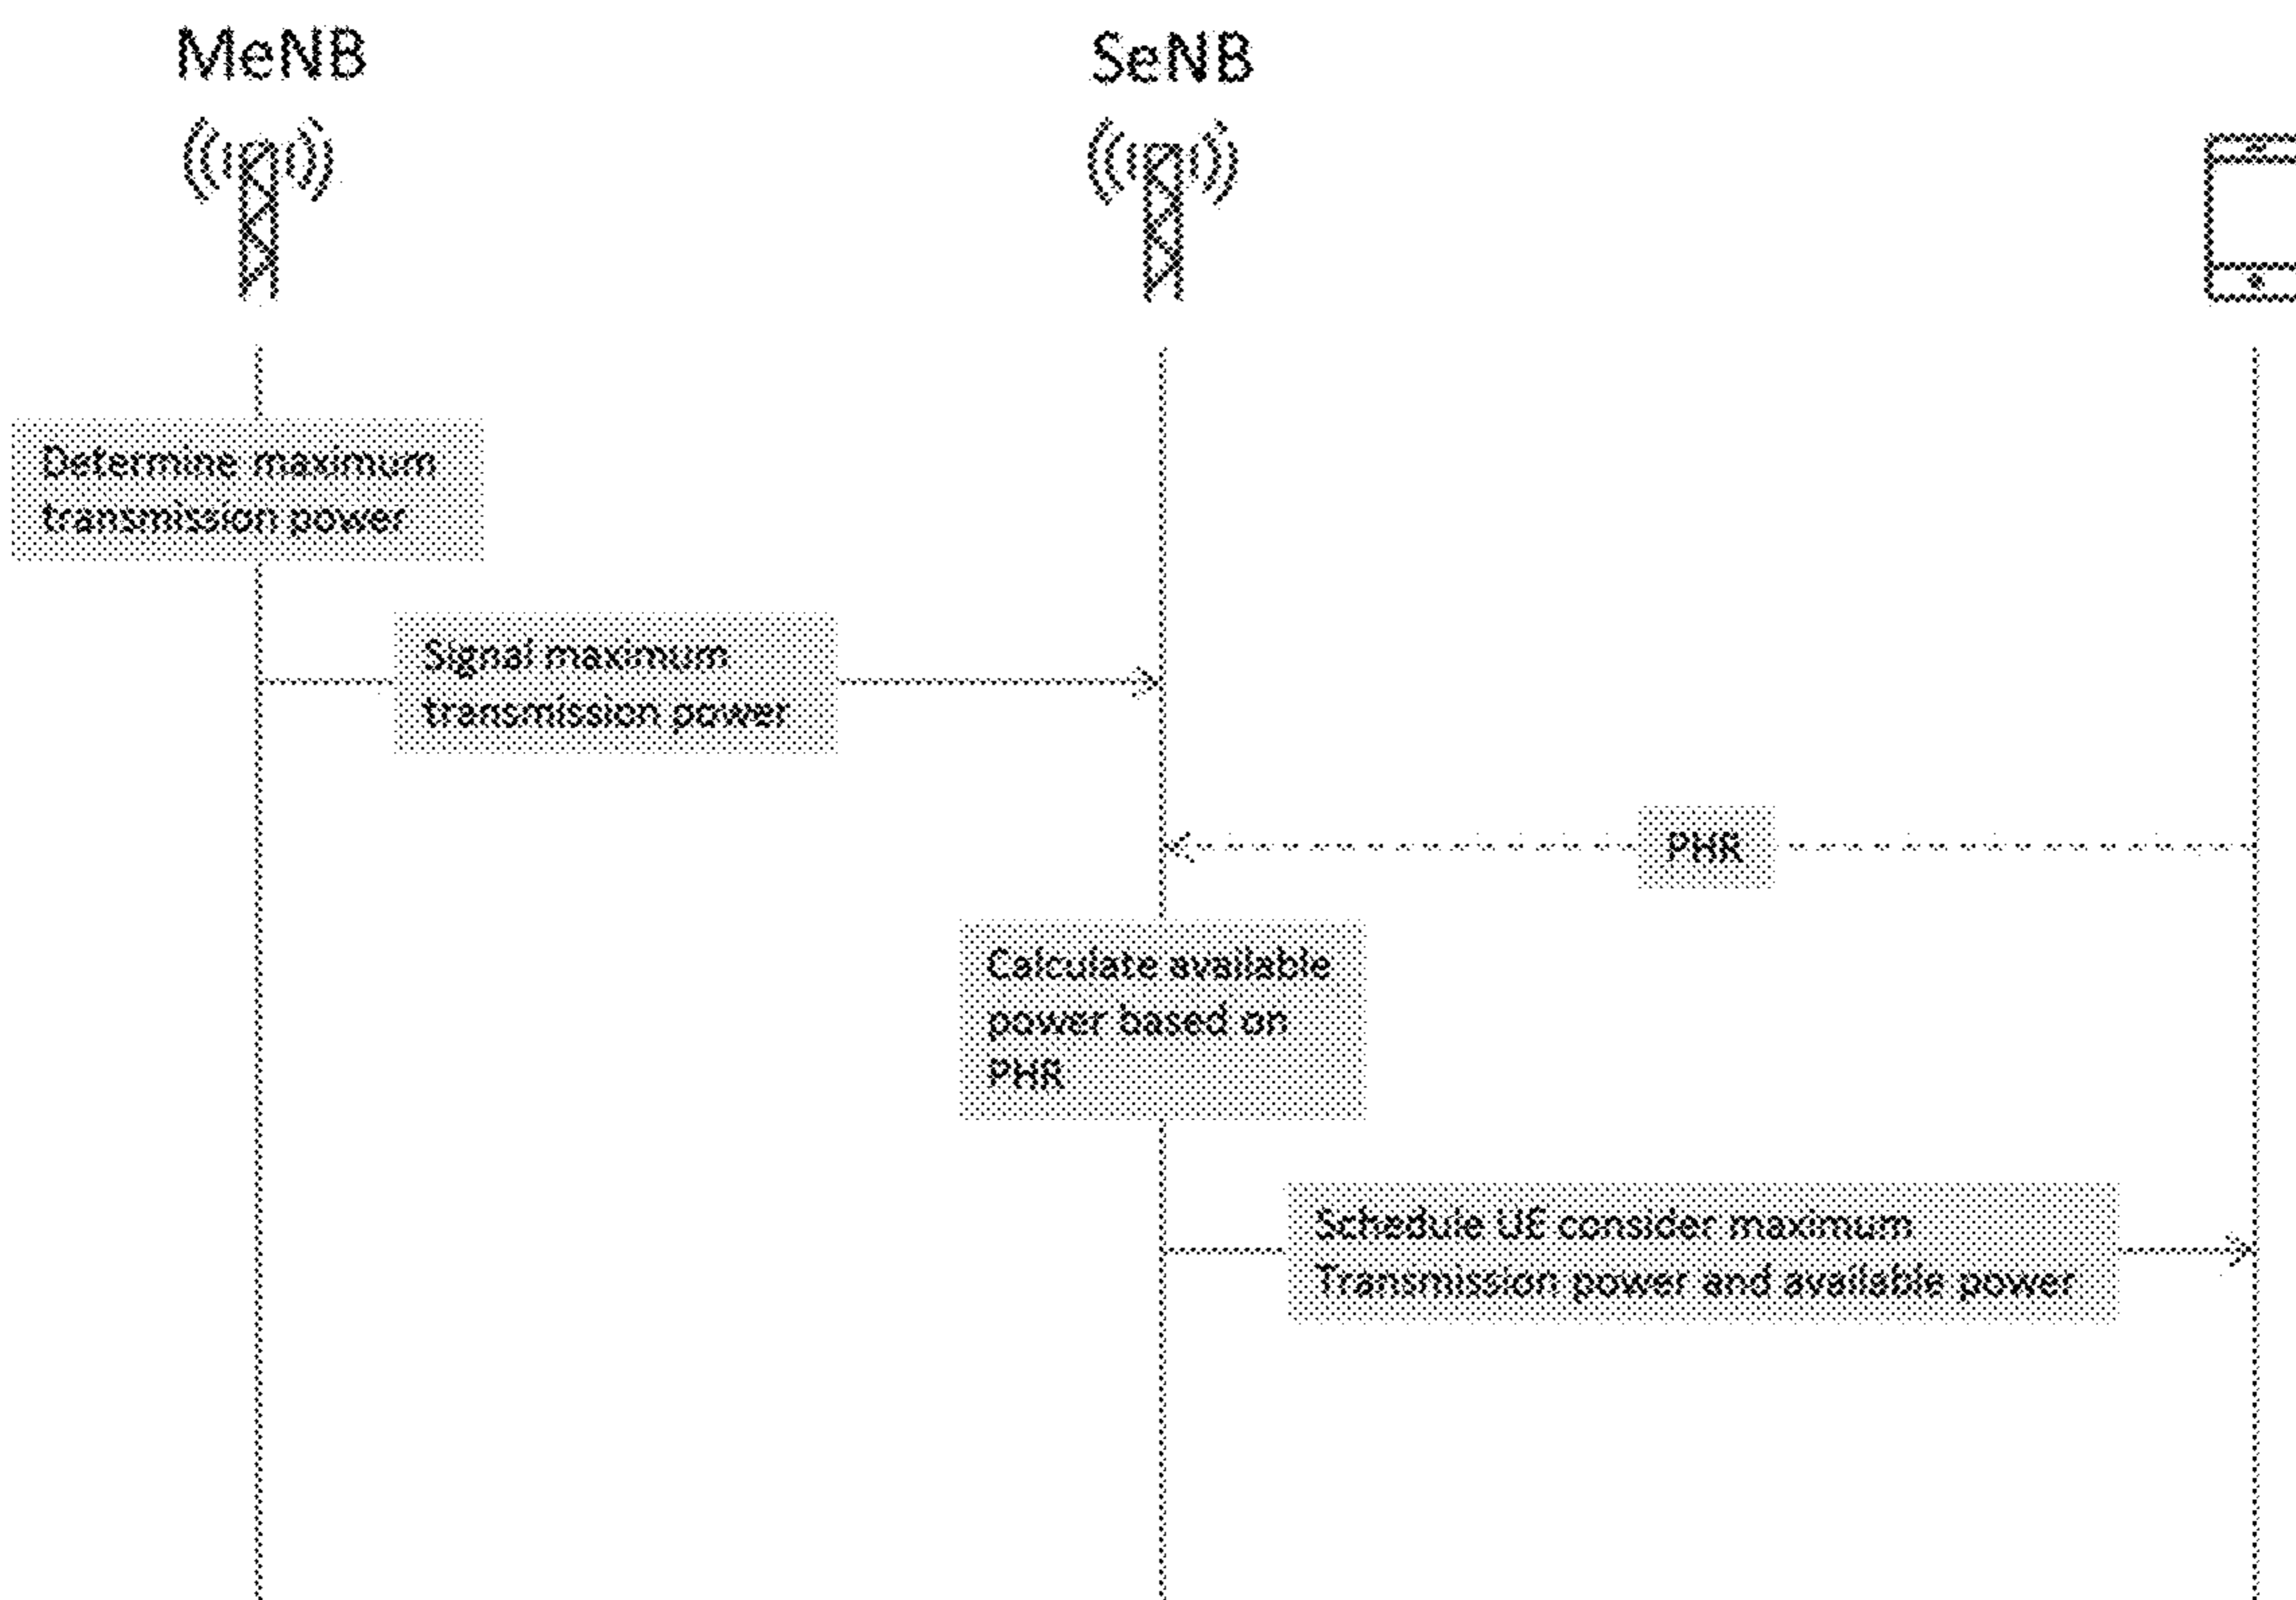 MeNB
SeNB
Determine maximum
transmission power
Signal maximum
transmission power
PHR
Calculate available
power based on
PHR
Schedule UE consider maximum
Transmission power and available power